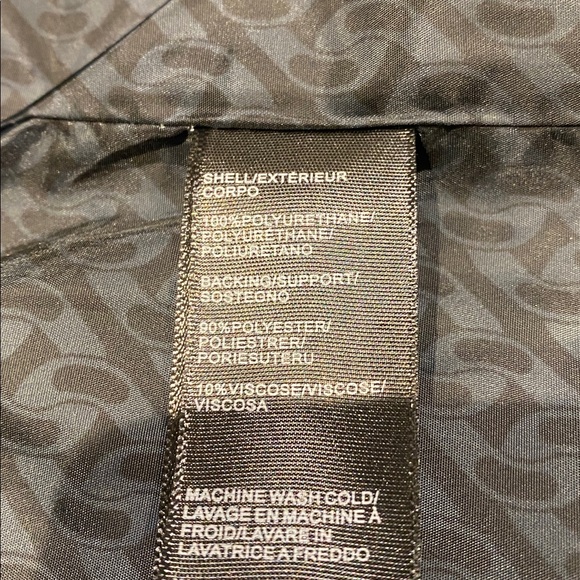 SHELL/EXTÉRIEUR
CORPO
100%POLYURETHANE/
POLYURETHANE/
POLIURETANO
BACKING/SUPPORT/
SOSTEGNO
90%POLYESTER/
POLIESTRER/
PORIESUTERU
10%VISCOSE/VISCOSE/
VISCOSA
MACHINE WASH COLD/
LAVAGE EN MACHINE À
FROID/LAVARE IN
LAVATRICE A FREDDO